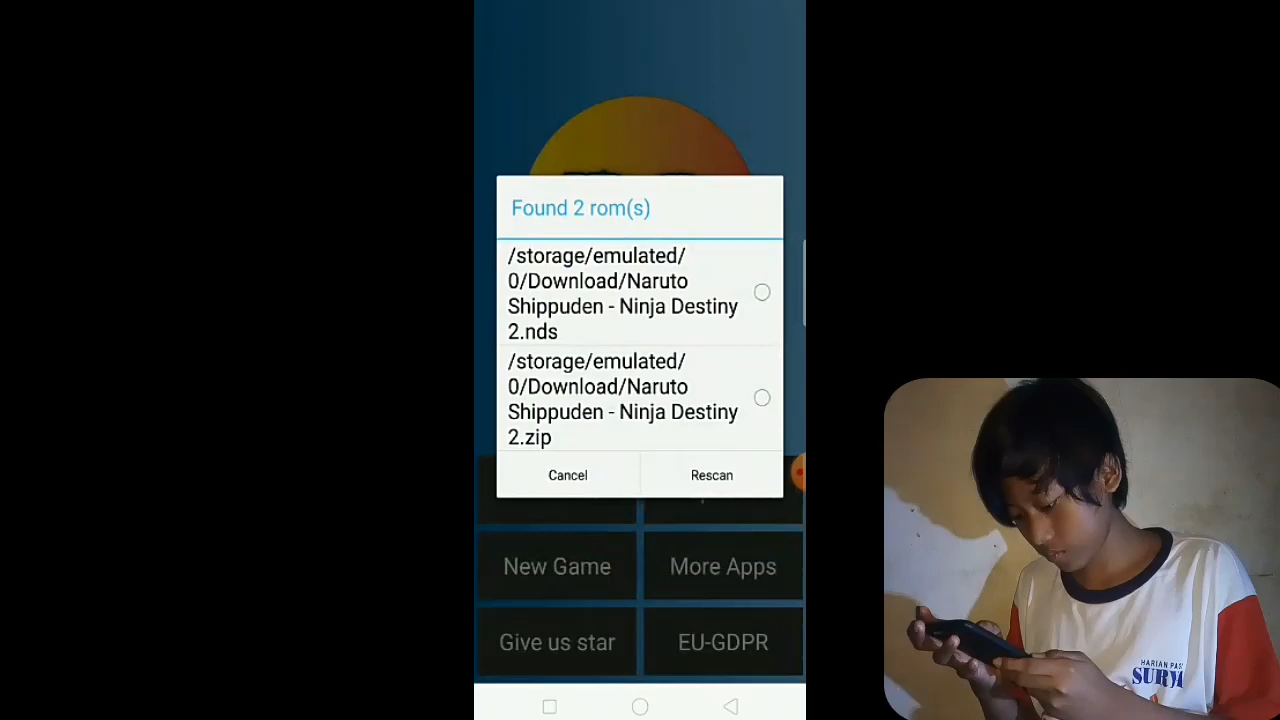 Found 2 rom(s)
/storage/emulated/
0/Download/Naruto
Shippuden - Ninja Destiny
2.nds
/storage/emulated/
0/Download/Naruto
Shippuden - Ninja Destiny
2.zip
Cancel
Rescan
New Game
More Apps
Give us star
EU-GDPR
HARIAN